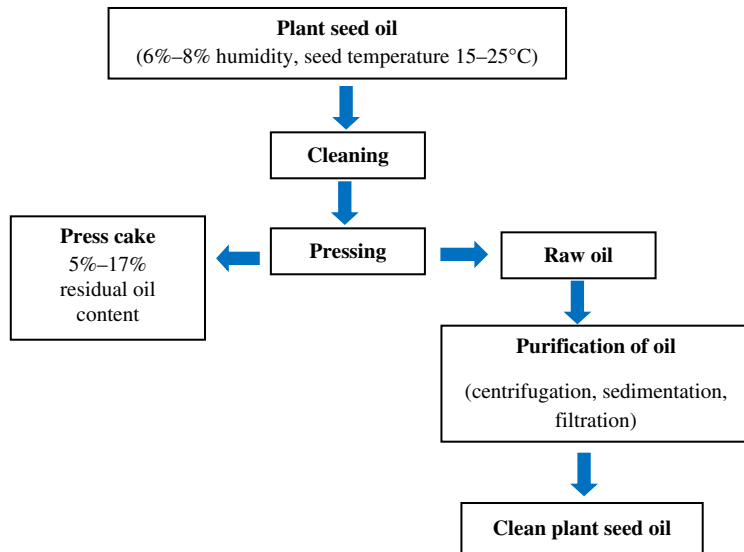 Plant seed oil
(6%–8% humidity, seed temperature 15–25°C)
Cleaning
Pressing
Press cake
5%–17%
residual oil
content
Raw oil
Purification of oil
(centrifugation, sedimentation,
filtration)
Clean plant seed oil